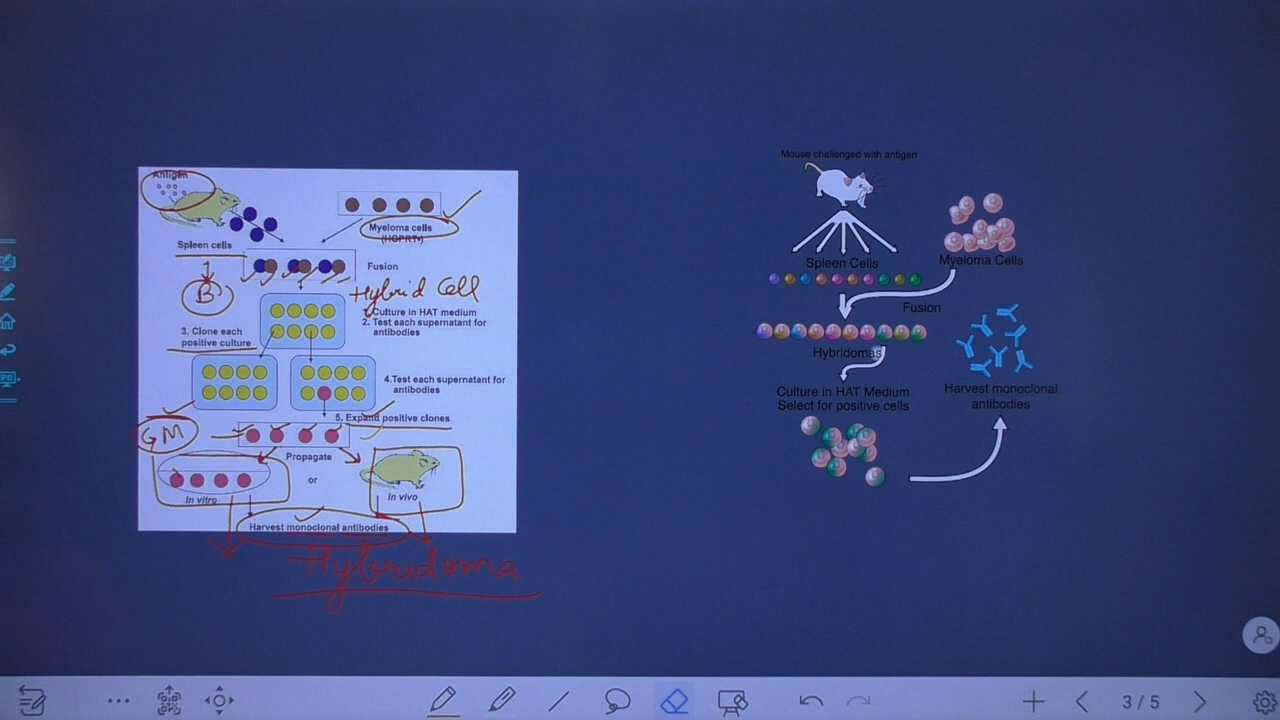 Antigen
Myeloma cells
(HGPRT-)
Spleen cells
Fusion
B
Hybrid Cell
1. Culture in HAT medium
2. Test each supernatant for
antibodies
3. Clone each
positive culture
4.Test each supernatant for
antibodies
5. Expand positive clones
GM
Propagate
or
In vitro
In vivo
Harvest monoclonal antibodies
Hybridoma
Mouse challenged with antigen
Spleen Cells
Myeloma Cells
Fusion
Hybridomas
Culture in HAT Medium
Select for positive cells
Harvest monoclonal
antibodies
3 / 5